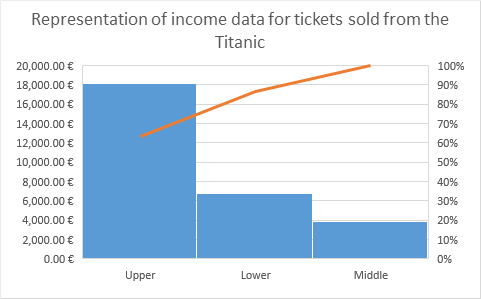 Representation of income data for tickets sold from the
Titanic
20,000.00 € 100%
18,000.00 € 90%
16,000.00 € 80%
14,000.00 € 70%
12,000.00 € 60%
10,000.00 € 50%
8,000.00 € 40%
6,000.00 € 30%
4,000.00 € 20%
2,000.00 € 10%
0.00 € 0%
Upper Lower Middle